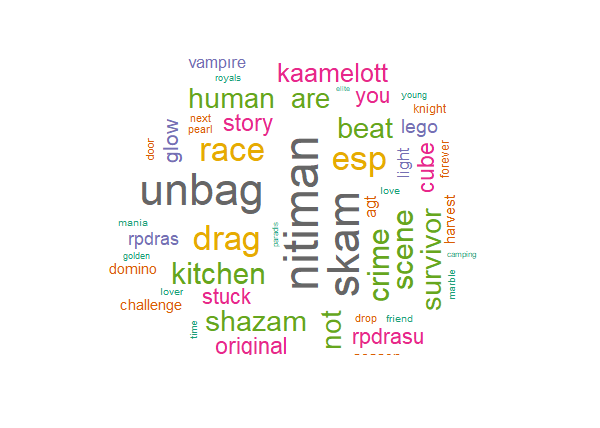 vampire
royals
kaamelott
elite
human are you young
knight
next
pearl
story
beat lego
door
glow
race
esp
light
cube
forever
unbag
nitiman
skam
love
agt
harvest
mania
rpdras
drag
paradis
crime
scene
survivor
golden
domino
kitchen
camping
lover
stuck
marble
challenge
time
shazam
not
drop friend
original
rpdrasu